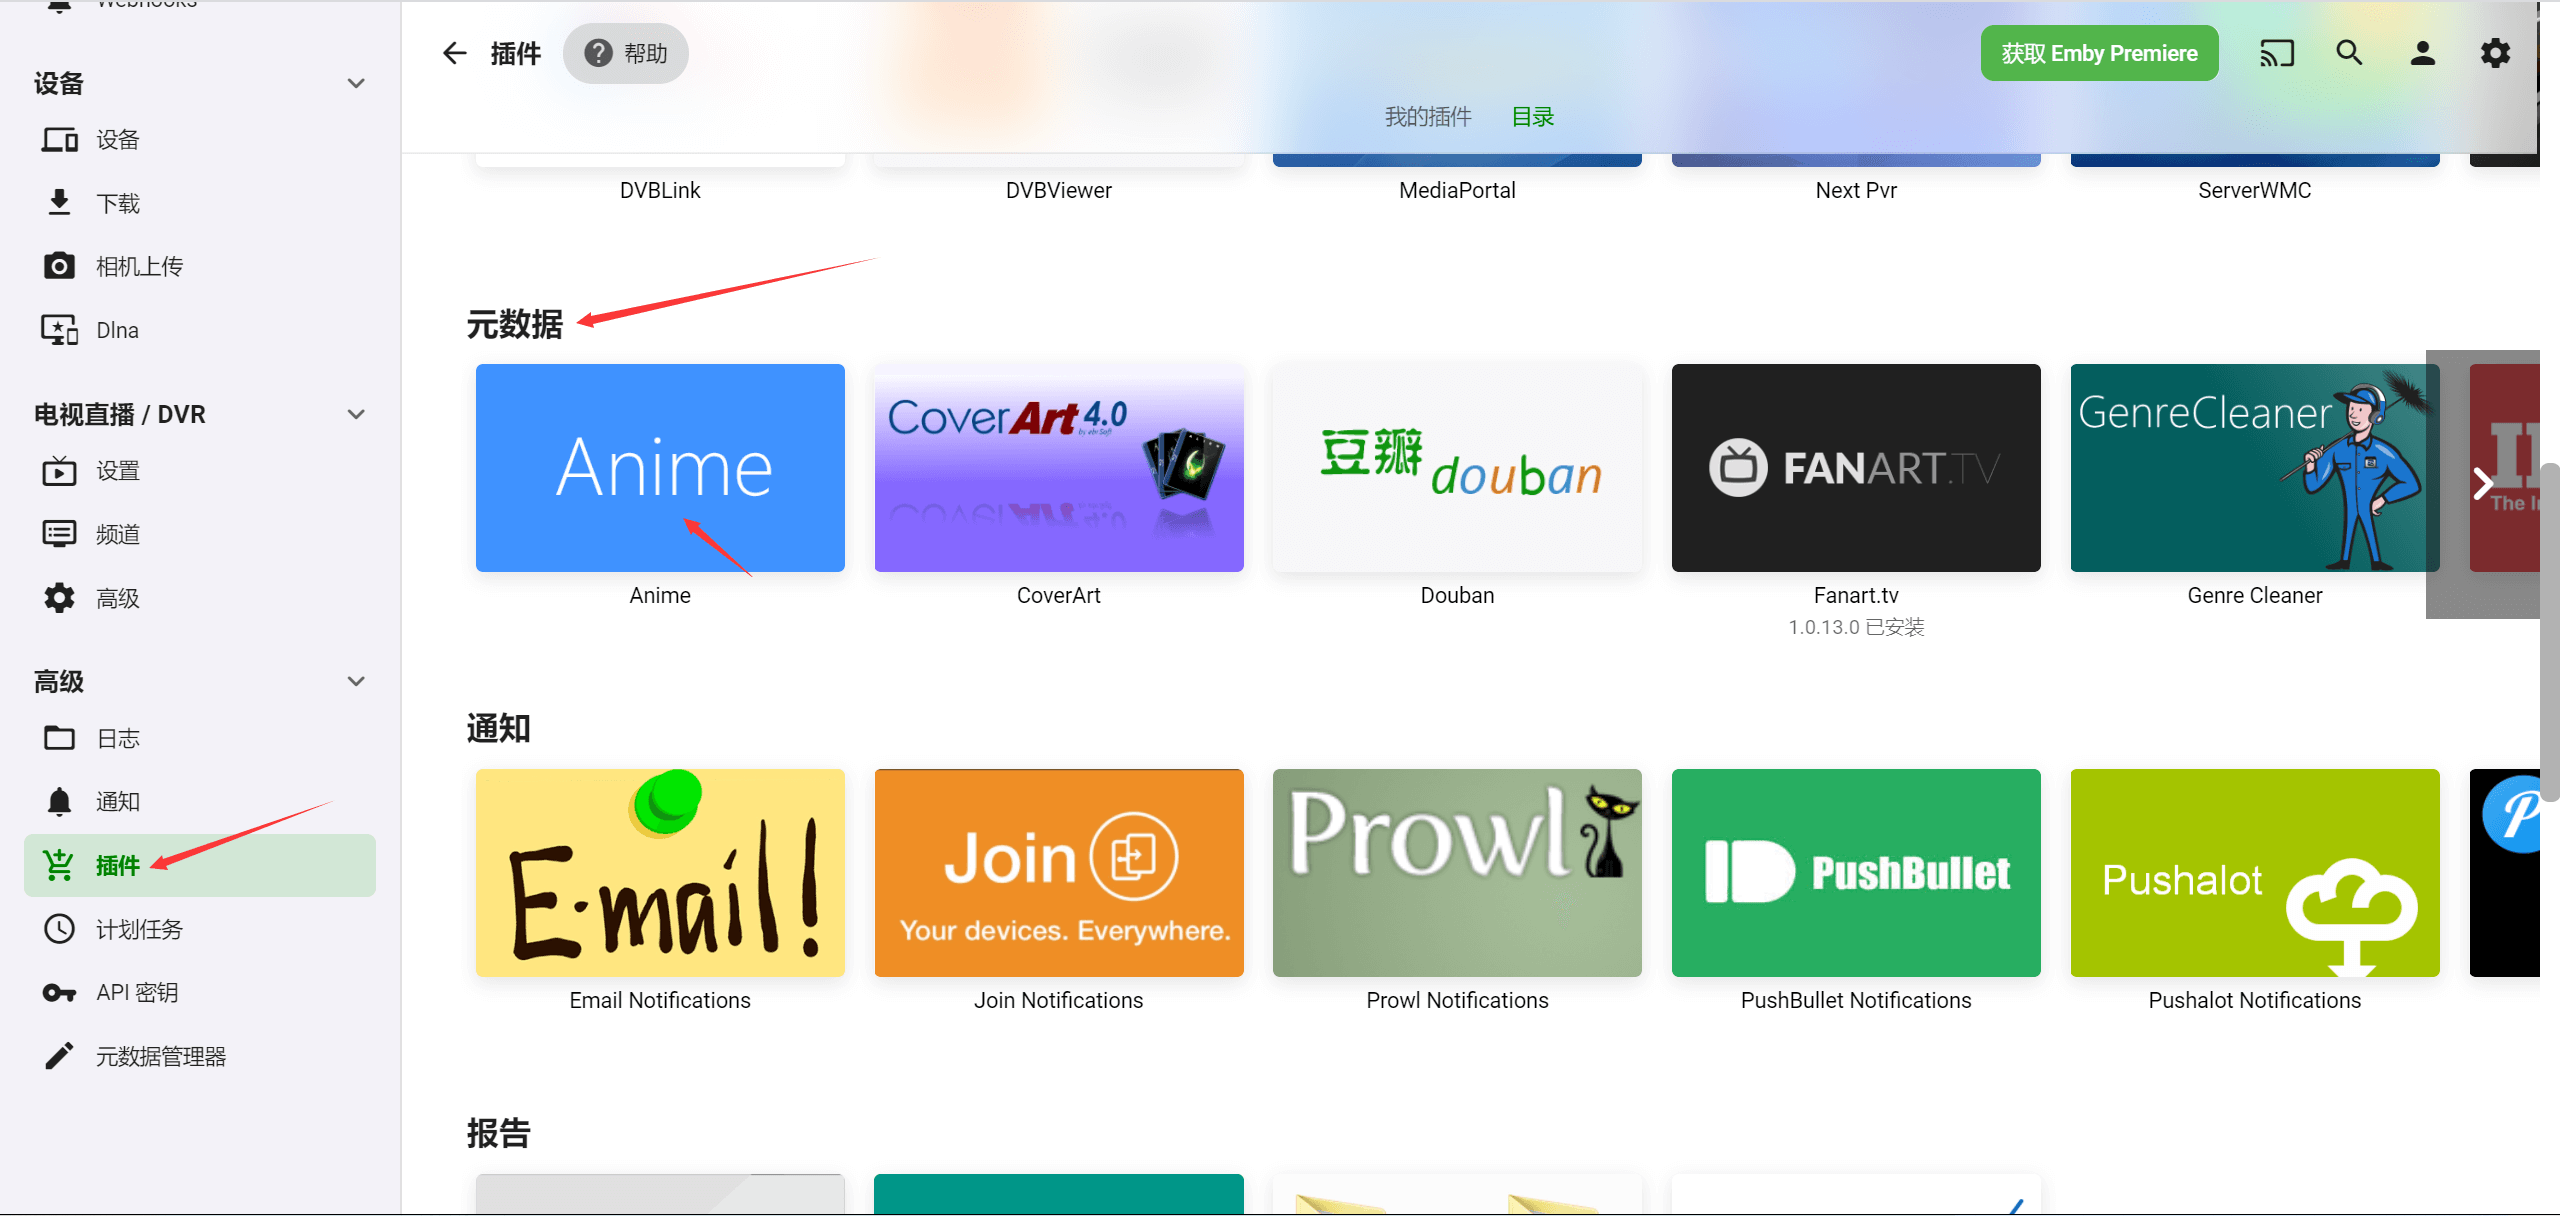 Webhooks
设备
设备
下载
相机上传
Dlna
电视直播 / DVR
设置
频道
高级
高级
日志
通知
插件
计划任务
API 密钥
元数据管理器
插件
帮助
获取 Emby Premiere
我的插件
目录
DVBLink
DVBViewer
MediaPortal
Next Pvr
ServerWMC
元数据
Anime
CoverArt 4.0
by ebr Soft
豆瓣 douban
FANART.TV
GenreCleaner
The I
Anime
CoverArt
Douban
Fanart.tv
Genre Cleaner
1.0.13.0 已安装
通知
E-mail!
Join
Your devices. Everywhere.
Prowl
PushBullet
Pushalot
Email Notifications
Join Notifications
Prowl Notifications
PushBullet Notifications
Pushalot Notifications
报告